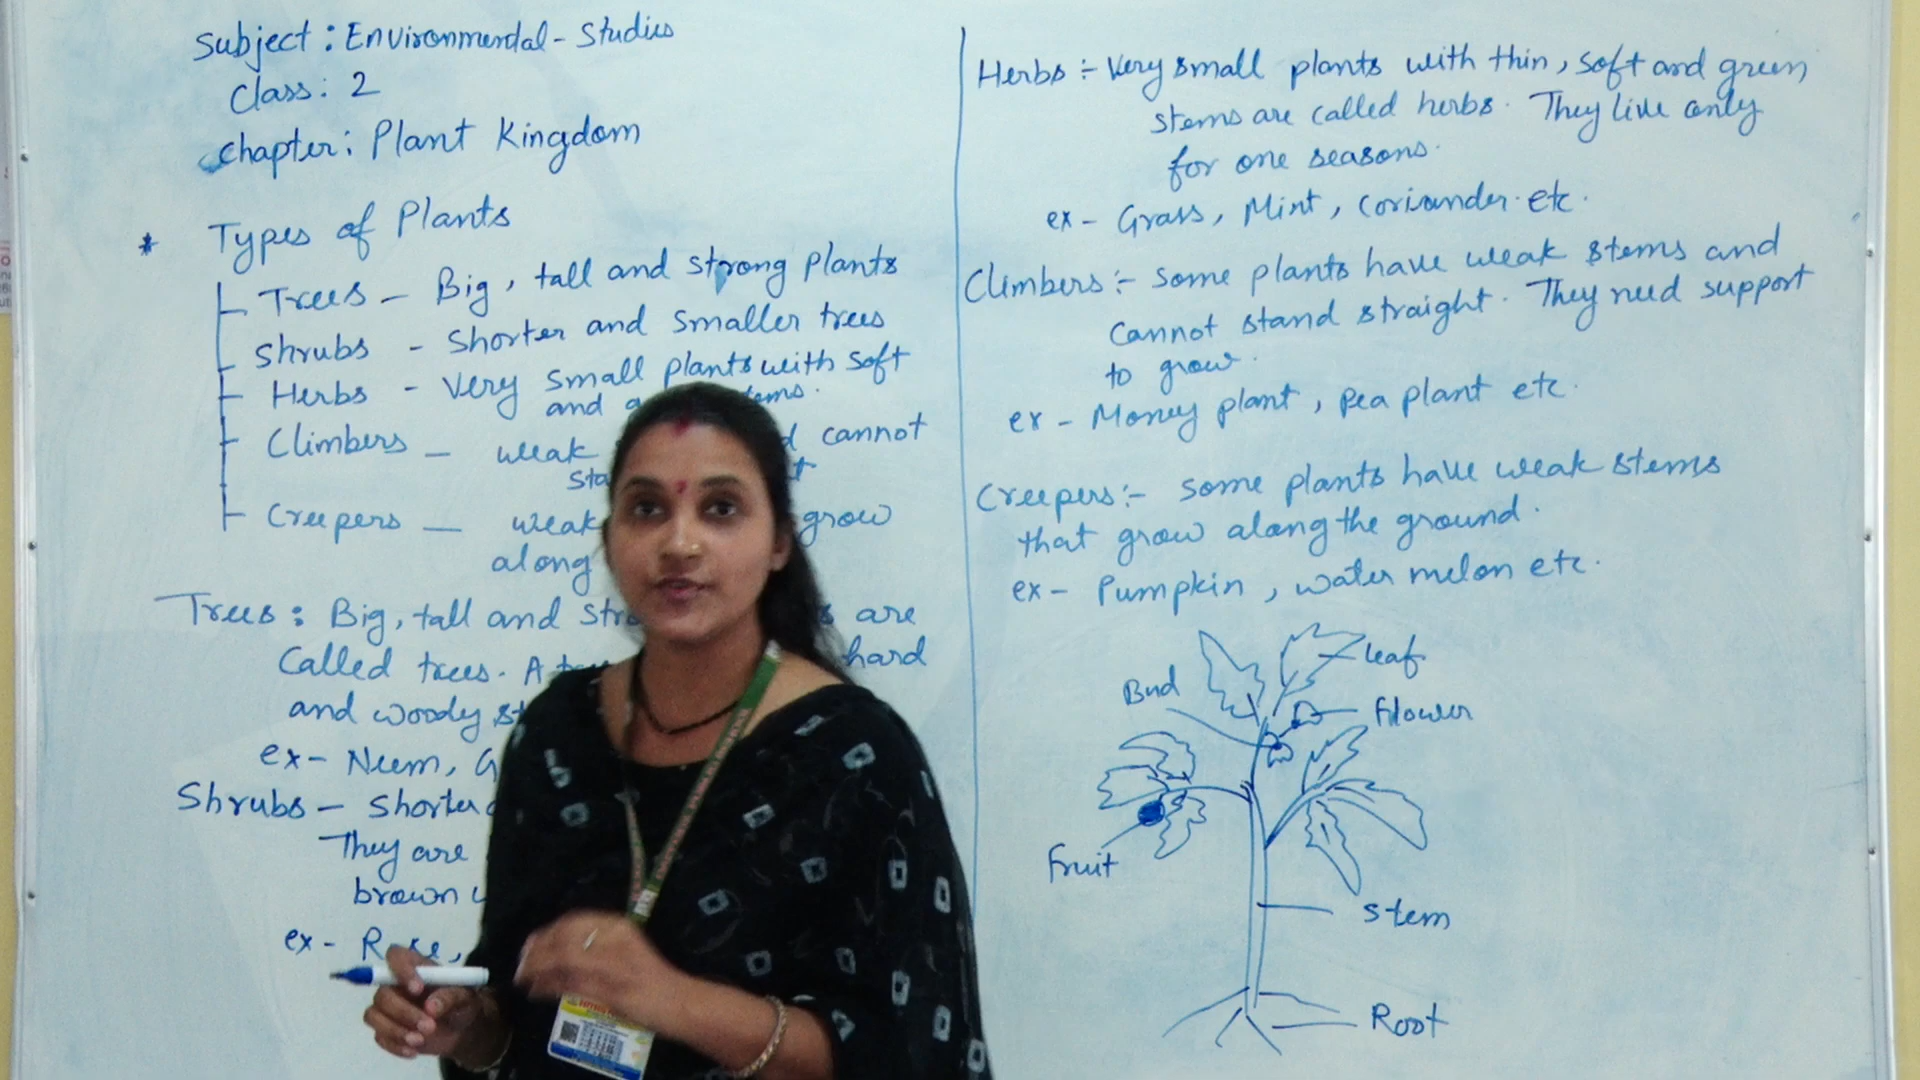 Subject : Environmental - Studies
Class : 2
Chapter : Plant Kingdom
* Types of Plants
Trees - Big, tall and strong plants
Shrubs - Shorter and smaller trees
Herbs - Very small plants with soft
and
Climbers - weak cannot
Creepers - weak grow
along
Trees : Big, tall and are
Called trees. A hard
and woody
ex - Neem,
Shrubs - Shorter
They are
brown
ex - Rose,
Herbs :- Very small plants with thin, soft and green
stems are called herbs. They live only
for one seasons.
ex - Grass, Mint, Coriander etc.
Climbers :- Some plants have weak stems and
Cannot stand straight. They need support
to grow.
ex - Money plant, pea plant etc.
Creepers :- Some plants have weak stems
that grow along the ground.
ex - Pumpkin, water melon etc.
leaf
Bud
flower
Fruit
Stem
Root